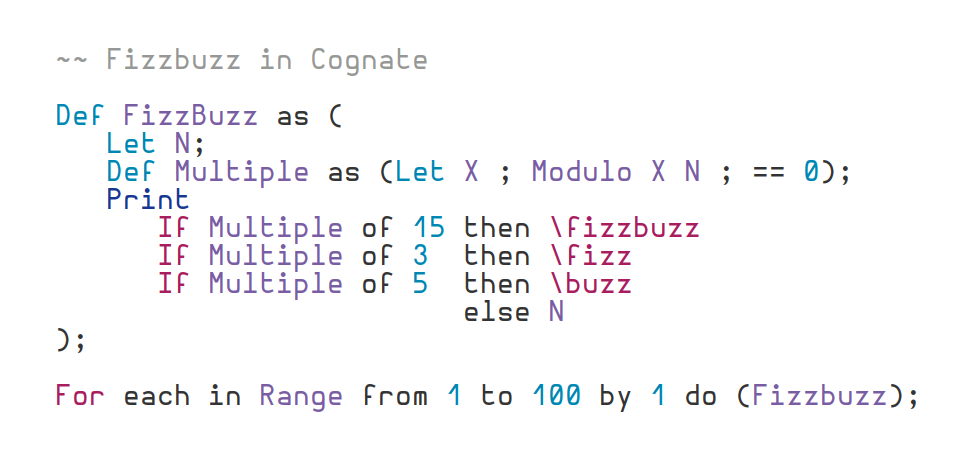 ~~ Fizzbuzz in Cognate
Def FizzBuzz as (
Let N;
Def Multiple as (Let X ; Modulo X N ; == 0);
Print
If Multiple of 15 then \fizzbuzz
If Multiple of 3 then \fizz
If Multiple of 5 then \buzz
else N
);
For each in Range from 1 to 100 by 1 do (Fizzbuzz);